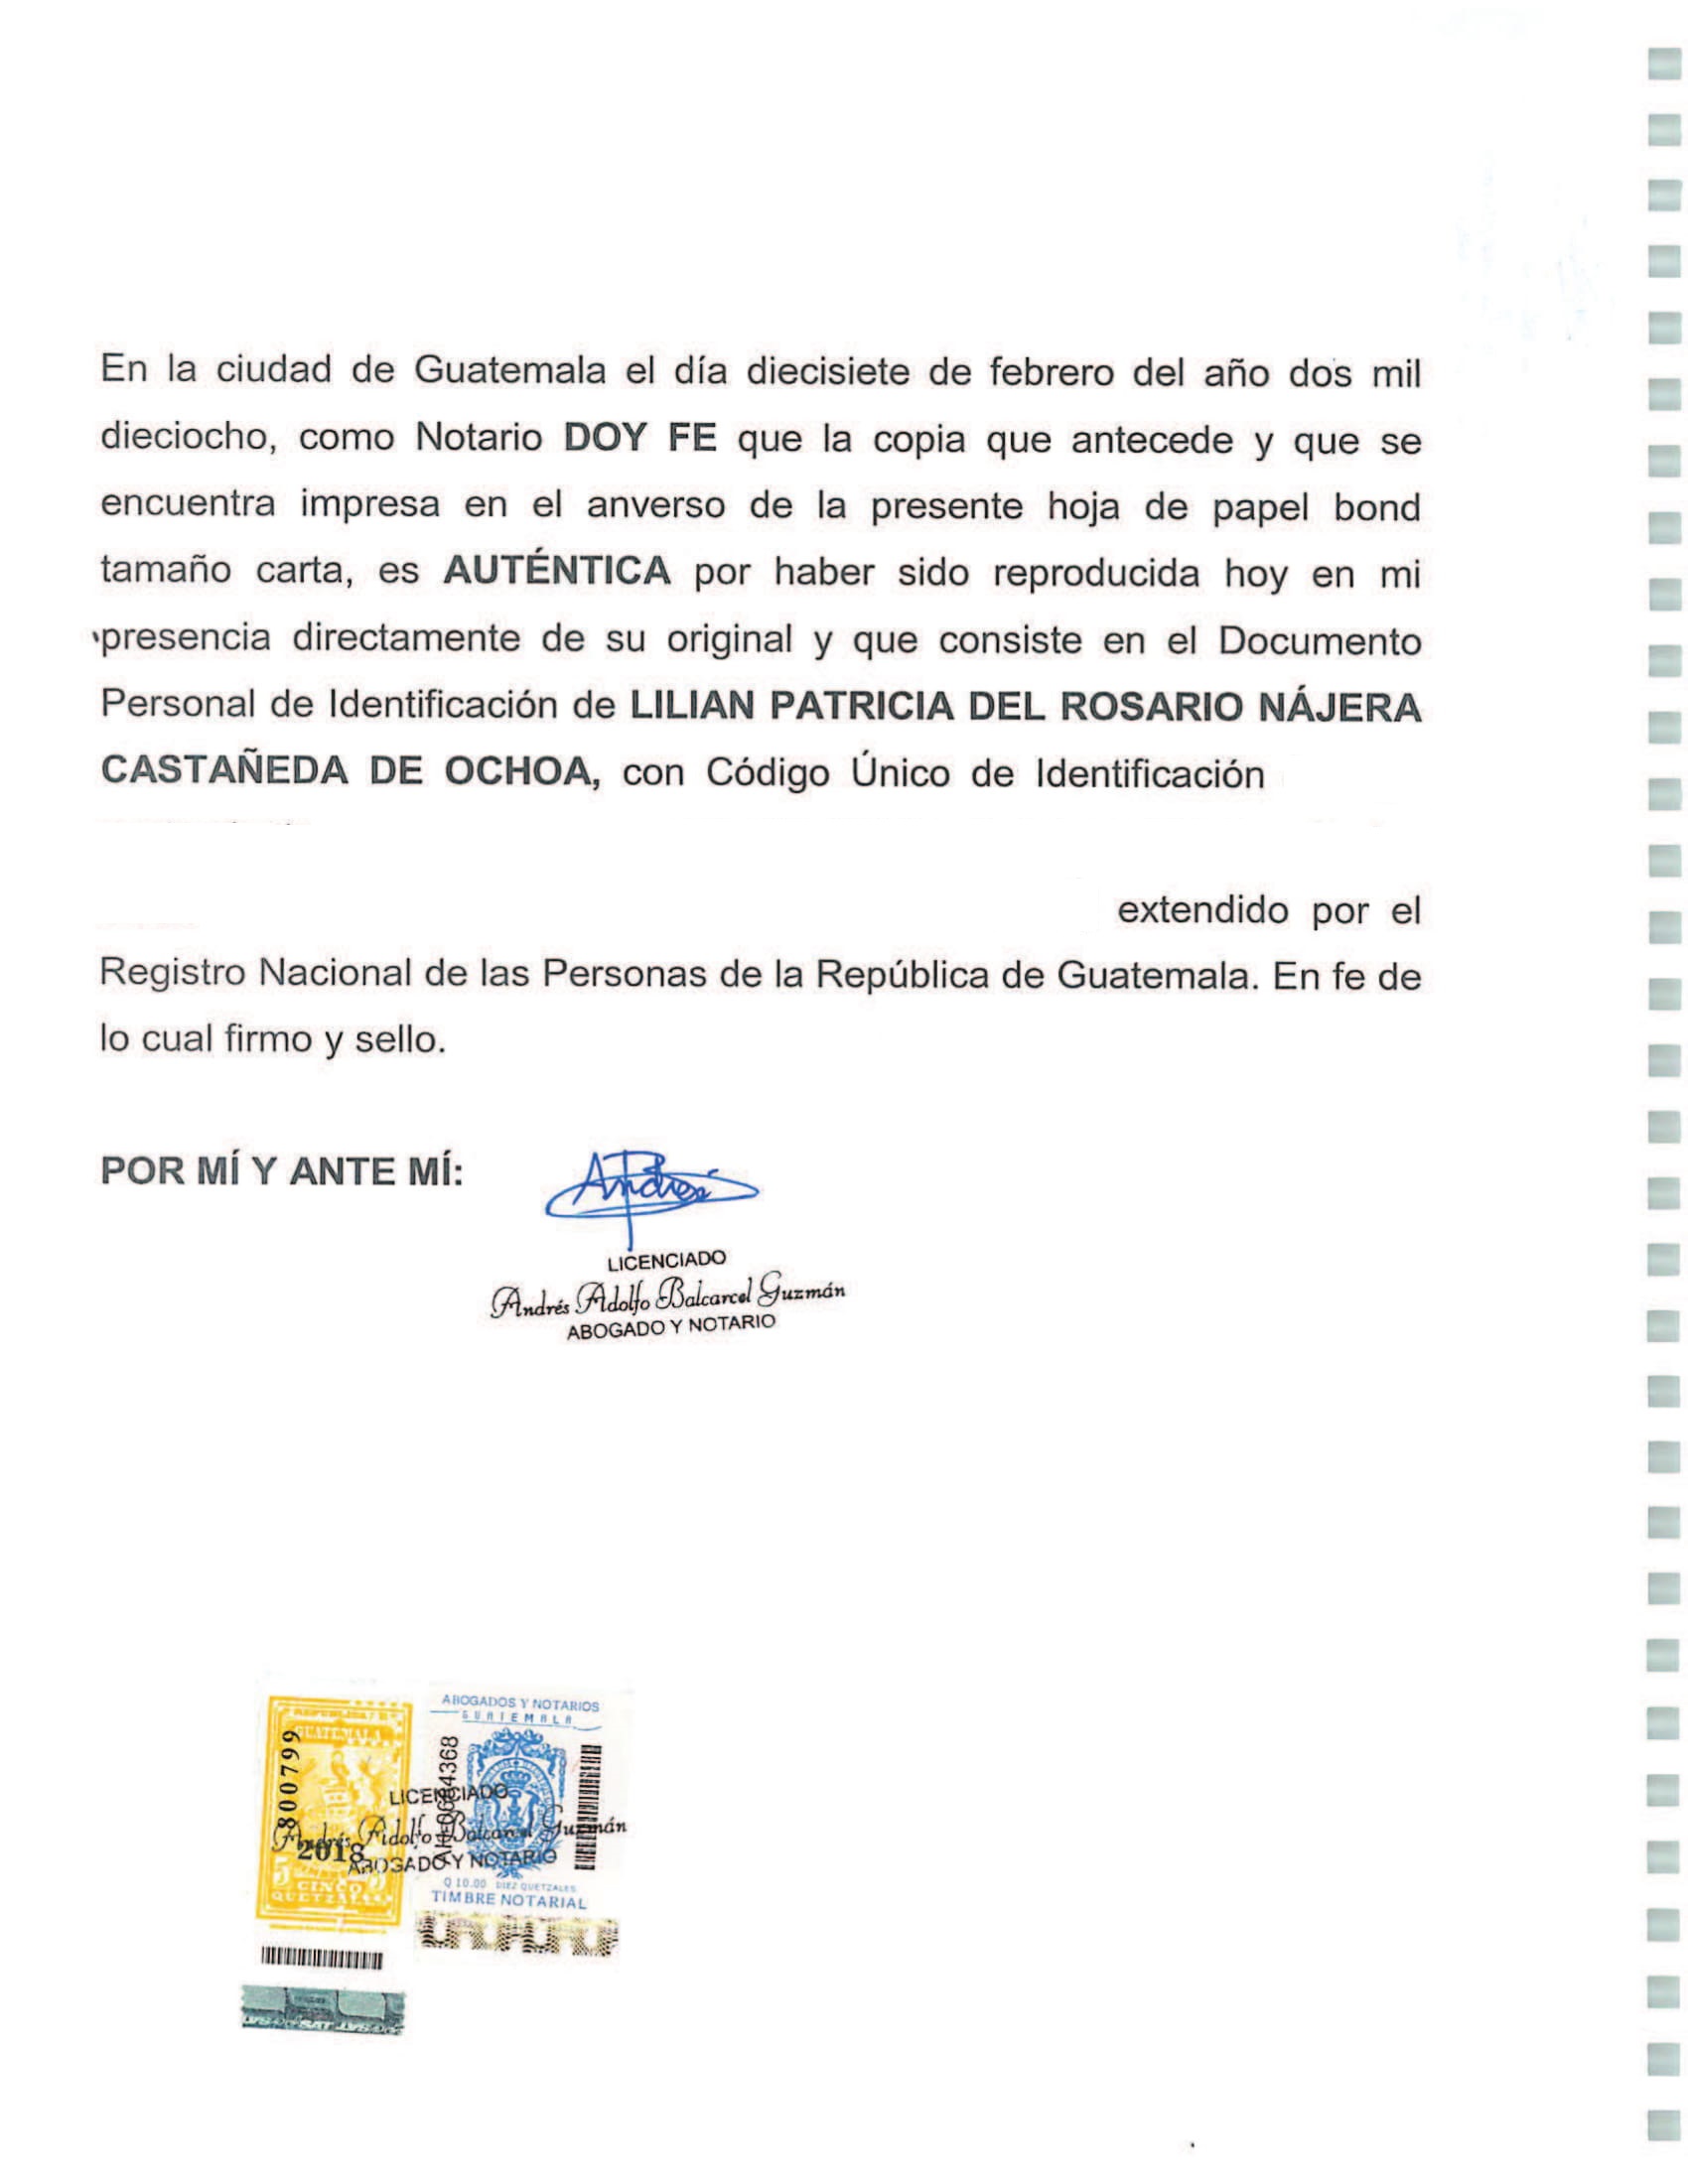 En la ciudad de Guatemala el día diecisiete de febrero del año dos mil
dieciocho, como Notario DOY FE que la copia que antecede y que se
encuentra impresa en el anverso de la presente hoja de papel bond
tamaño carta, es AUTÉNTICA por haber sido reproducida hoy en mi
presencia directamente de su original y que consiste en el Documento
Personal de Identificación de LILIAN PATRICIA DEL ROSARIO NÁJERA
CASTAÑEDA DE OCHOA, con Código Único de Identificación
extendido por el
Registro Nacional de las Personas de la República de Guatemala. En fe de
lo cual firmo y sello.
POR MÍ Y ANTE MÍ:
Andres
LICENCIADO
Andrés Adolfo Balcarcel Guzmán
ABOGADO Y NOTARIO
ABOGADOS Y NOTARIOS
GUATEMALA
GUATEMALA
800799
LICENCIADO
Andrés Adolfo Balcarcel Guzmán
2018
ABOGADO Y NOTARIO
5 CINCO
QUETZALES
Q 10.00 DIEZ QUETZALES
TIMBRE NOTARIAL